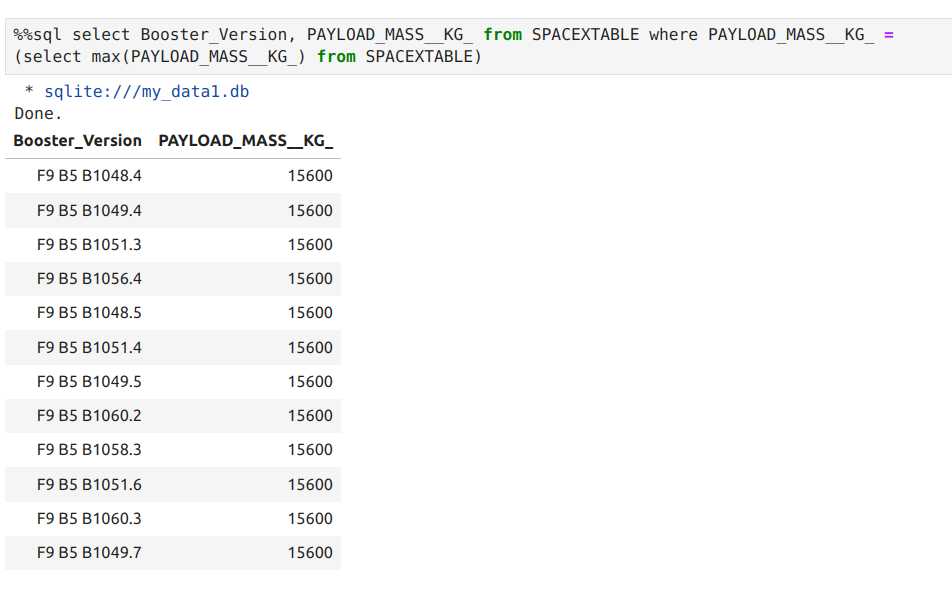 %%sql select Booster_Version, PAYLOAD_MASS__KG_ from SPACEXTABLE where PAYLOAD_MASS__KG_ =
(select max(PAYLOAD_MASS__KG_) from SPACEXTABLE)
* sqlite:///my_data1.db
Done.
Booster_Version PAYLOAD_MASS__KG_
F9 B5 B1048.4 15600
F9 B5 B1049.4 15600
F9 B5 B1051.3 15600
F9 B5 B1056.4 15600
F9 B5 B1048.5 15600
F9 B5 B1051.4 15600
F9 B5 B1049.5 15600
F9 B5 B1060.2 15600
F9 B5 B1058.3 15600
F9 B5 B1051.6 15600
F9 B5 B1060.3 15600
F9 B5 B1049.7 15600